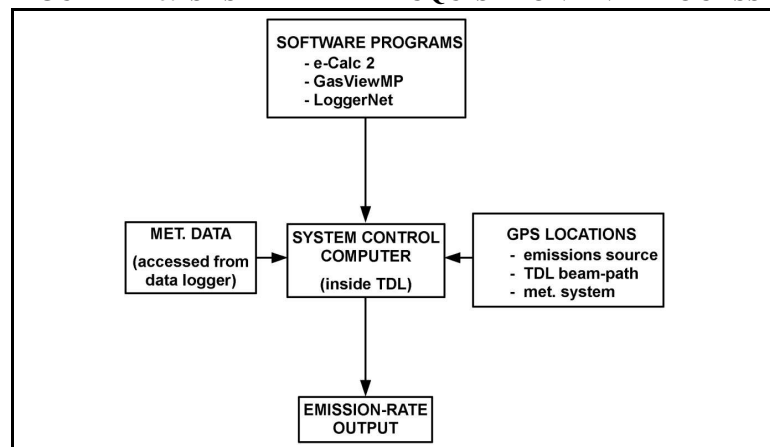 SOFTWARE PROGRAMS
- e-Calc 2
- GasViewMP
- LoggerNet
MET. DATA
(accessed from
data logger)
SYSTEM CONTROL
COMPUTER
(inside TDL)
GPS LOCATIONS
- emissions source
- TDL beam-path
- met. system
EMISSION-RATE
OUTPUT